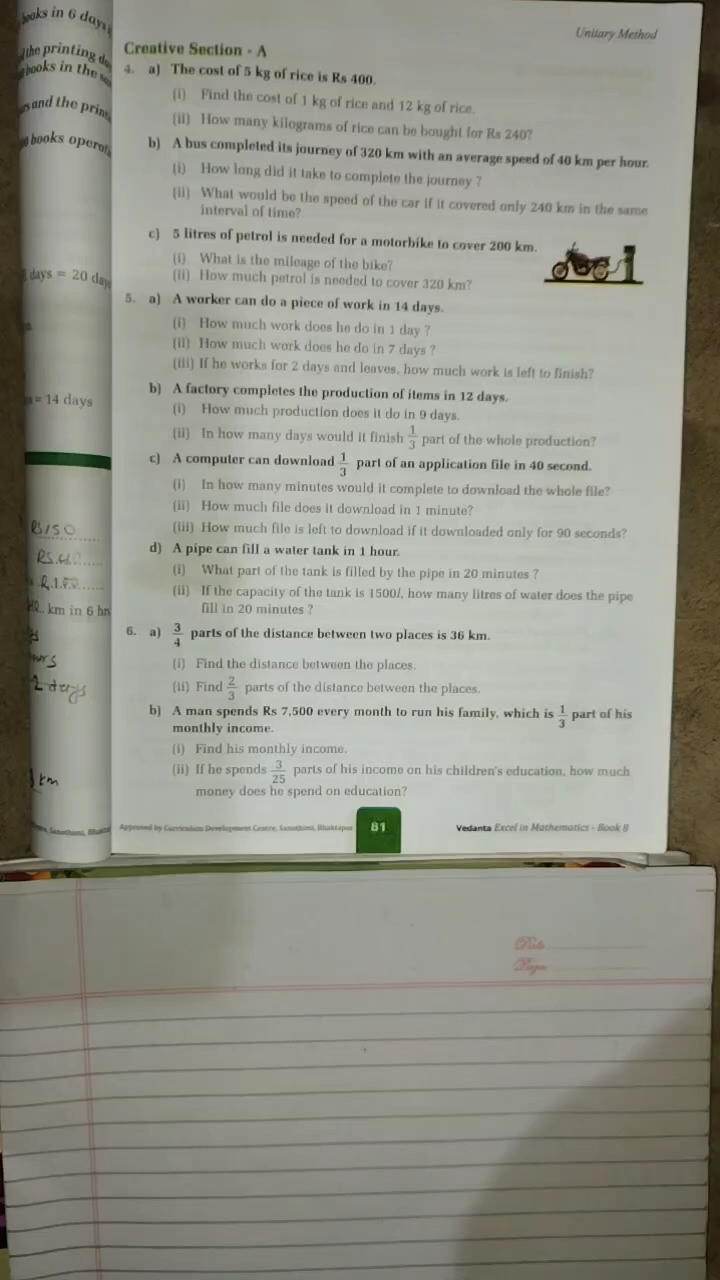 books in 6 days
the printing
books in the
and the
books
days = 20 days
= 14 days
Rs 150
km in 6 hrs
2 days
km
Unitary Method
Creative Section - A
4. a) The cost of 5 kg of rice is Rs 400.
(i) Find the cost of 1 kg of rice and 12 kg of rice.
(ii) How many kilograms of rice can be bought for Rs 240?
b) A bus completed its journey of 320 km with an average speed of 40 km per hour.
(i) How long did it take to complete the journey ?
(ii) What would be the speed of the car if it covered only 240 km in the same
interval of time?
c) 5 litres of petrol is needed for a motorbike to cover 200 km.
(i) What is the mileage of the bike?
(ii) How much petrol is needed to cover 320 km?
5. a) A worker can do a piece of work in 14 days.
(i) How much work does he do in 1 day ?
(ii) How much work does he do in 7 days ?
(iii) If he works for 2 days and leaves, how much work is left to finish?
b) A factory completes the production of items in 12 days.
(i) How much production does it do in 9 days.
(ii) In how many days would it finish 1/3 part of the whole production?
c) A computer can download 1/3 part of an application file in 40 second.
(i) In how many minutes would it complete to download the whole file?
(ii) How much file does it download in 1 minute?
(iii) How much file is left to download if it downloaded only for 90 seconds?
d) A pipe can fill a water tank in 1 hour.
(i) What part of the tank is filled by the pipe in 20 minutes ?
(ii) If the capacity of the tank is 1500l, how many litres of water does the pipe
fill in 20 minutes ?
6. a) 3/4 parts of the distance between two places is 36 km.
(i) Find the distance between the places.
(ii) Find 2/3 parts of the distance between the places.
b) A man spends Rs 7,500 every month to run his family, which is 1/3 part of his
monthly income.
(i) Find his monthly income.
(ii) If he spends 3/25 parts of his income on his children's education, how much
money does he spend on education?
Approved by Curriculum Development Centre, Sanothimi, Bhaktapur
81
Vedanta Excel in Mathematics - Book 8
Date
Page